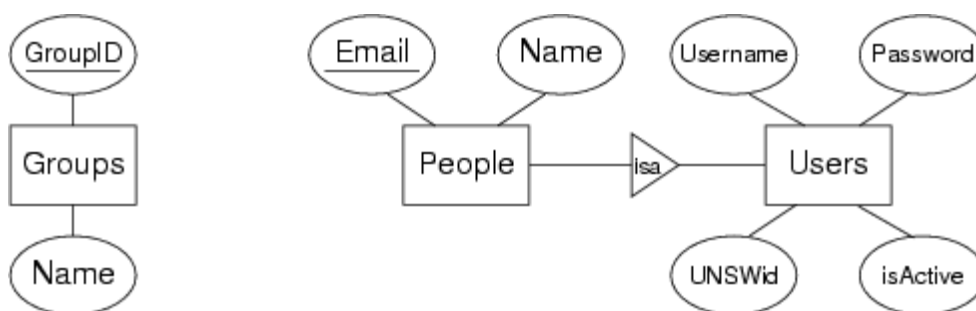 GroupID
Groups
Name
Email
Name
People
isa
Username
Password
Users
UNSWid
isActive